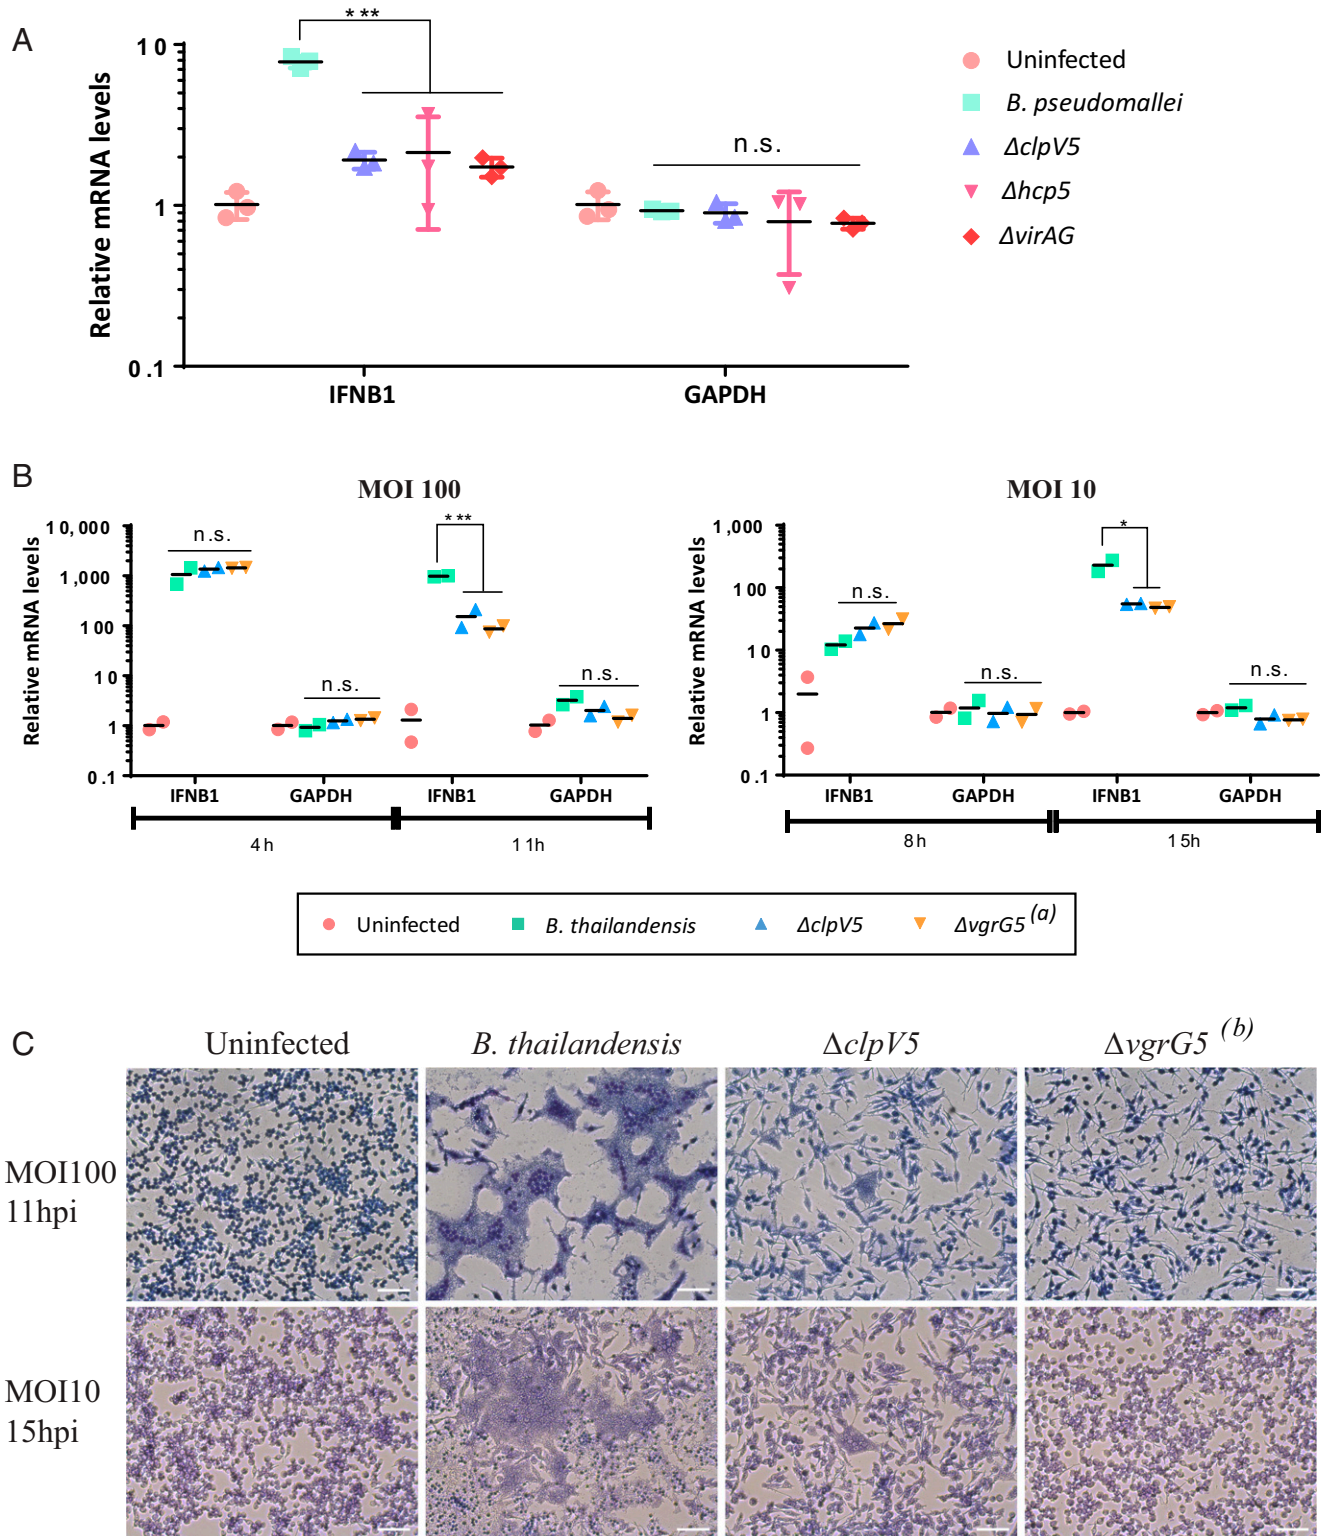 A
* **
10
1
0.1
Relative mRNA levels
n.s.
IFNB1
GAPDH
Uninfected
B. pseudomallei
ΔclpV5
Δhcp5
ΔvirAG
B
MOI 100
10,000
1,000
100
10
1
0.1
Relative mRNA levels
n.s.
n.s.
***
n.s.
IFNB1
GAPDH
IFNB1
GAPDH
4h
11h
MOI 10
1,000
100
10
1
0.1
Relative mRNA levels
n.s.
n.s.
*
n.s.
IFNB1
GAPDH
IFNB1
GAPDH
8h
15h
Uninfected B. thailandensis ΔclpV5 ΔvgrG5 (a)
C
Uninfected B. thailandensis ΔclpV5 ΔvgrG5 (b)
MOI100
11hpi
MOI10
15hpi